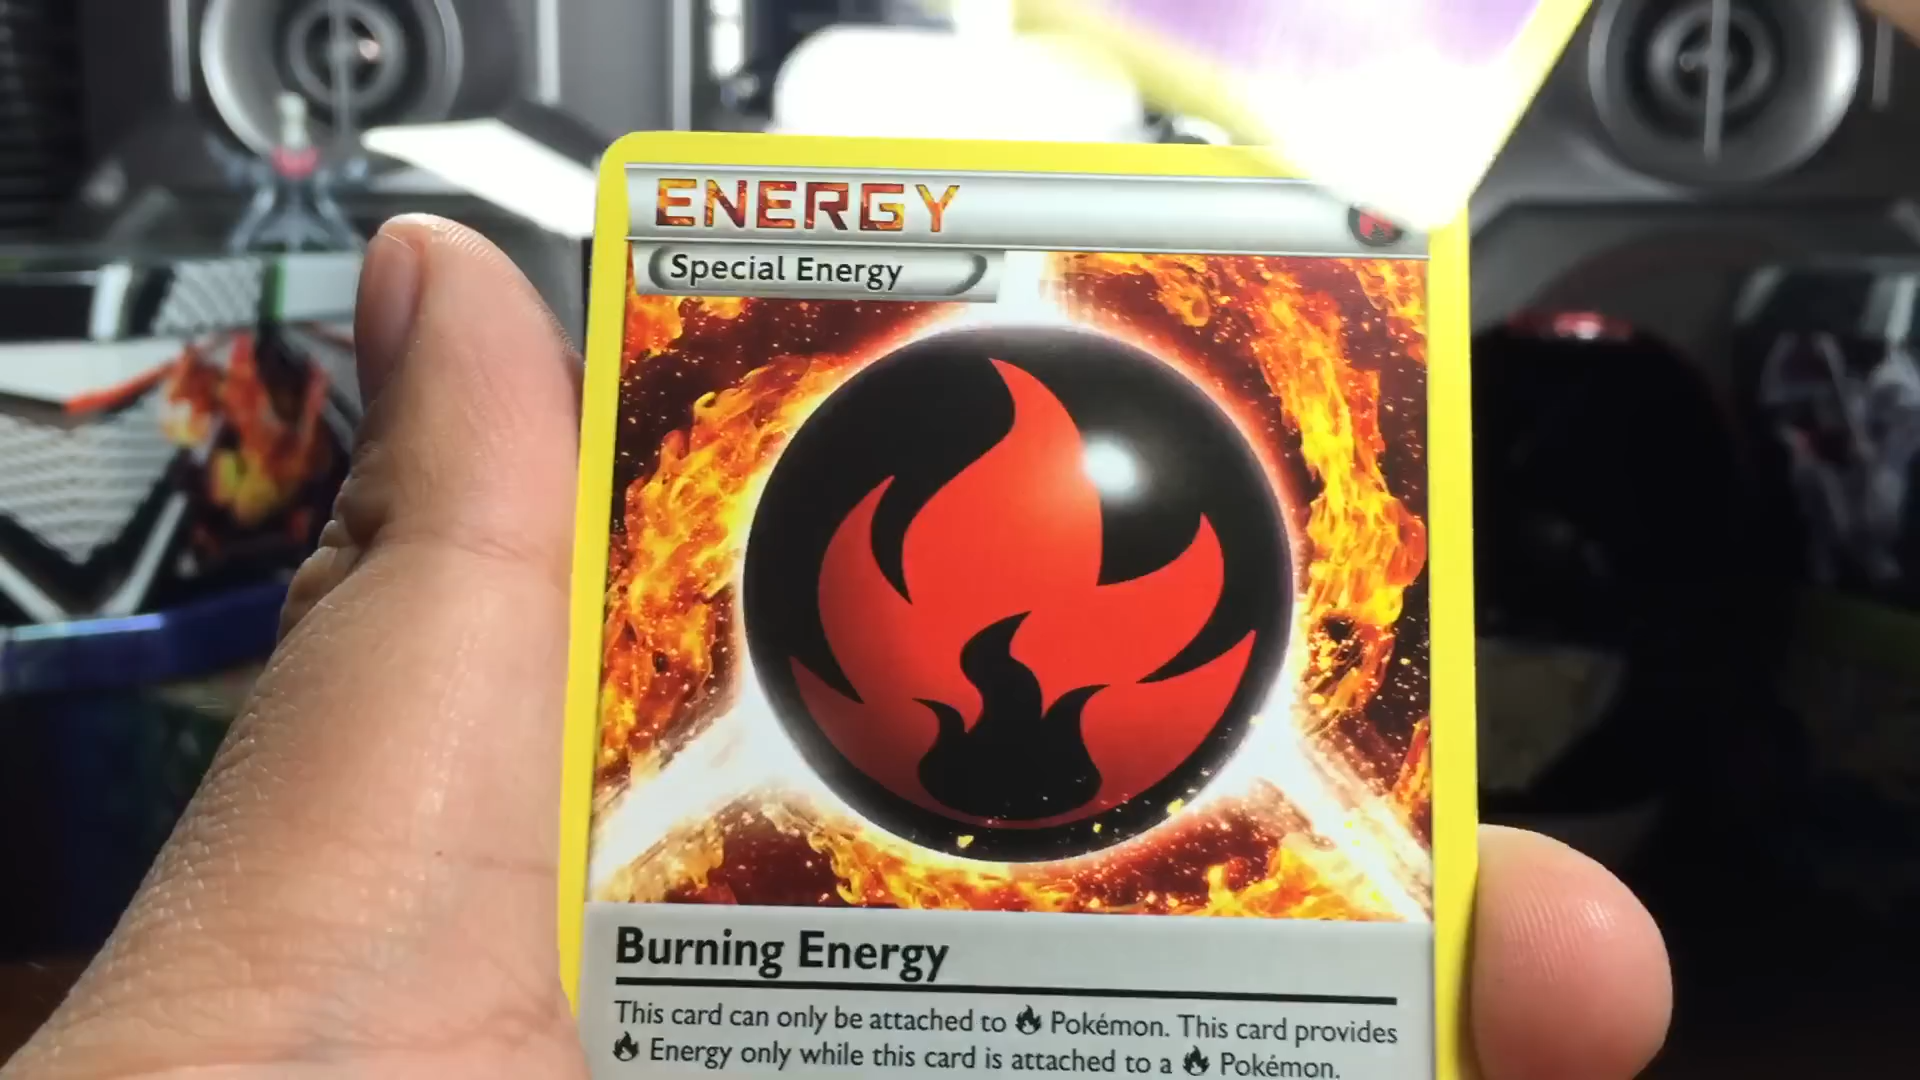 ENERGY
Special Energy
Burning Energy
This card can only be attached to Pokémon. This card provides
Energy only while this card is attached to a Pokémon.